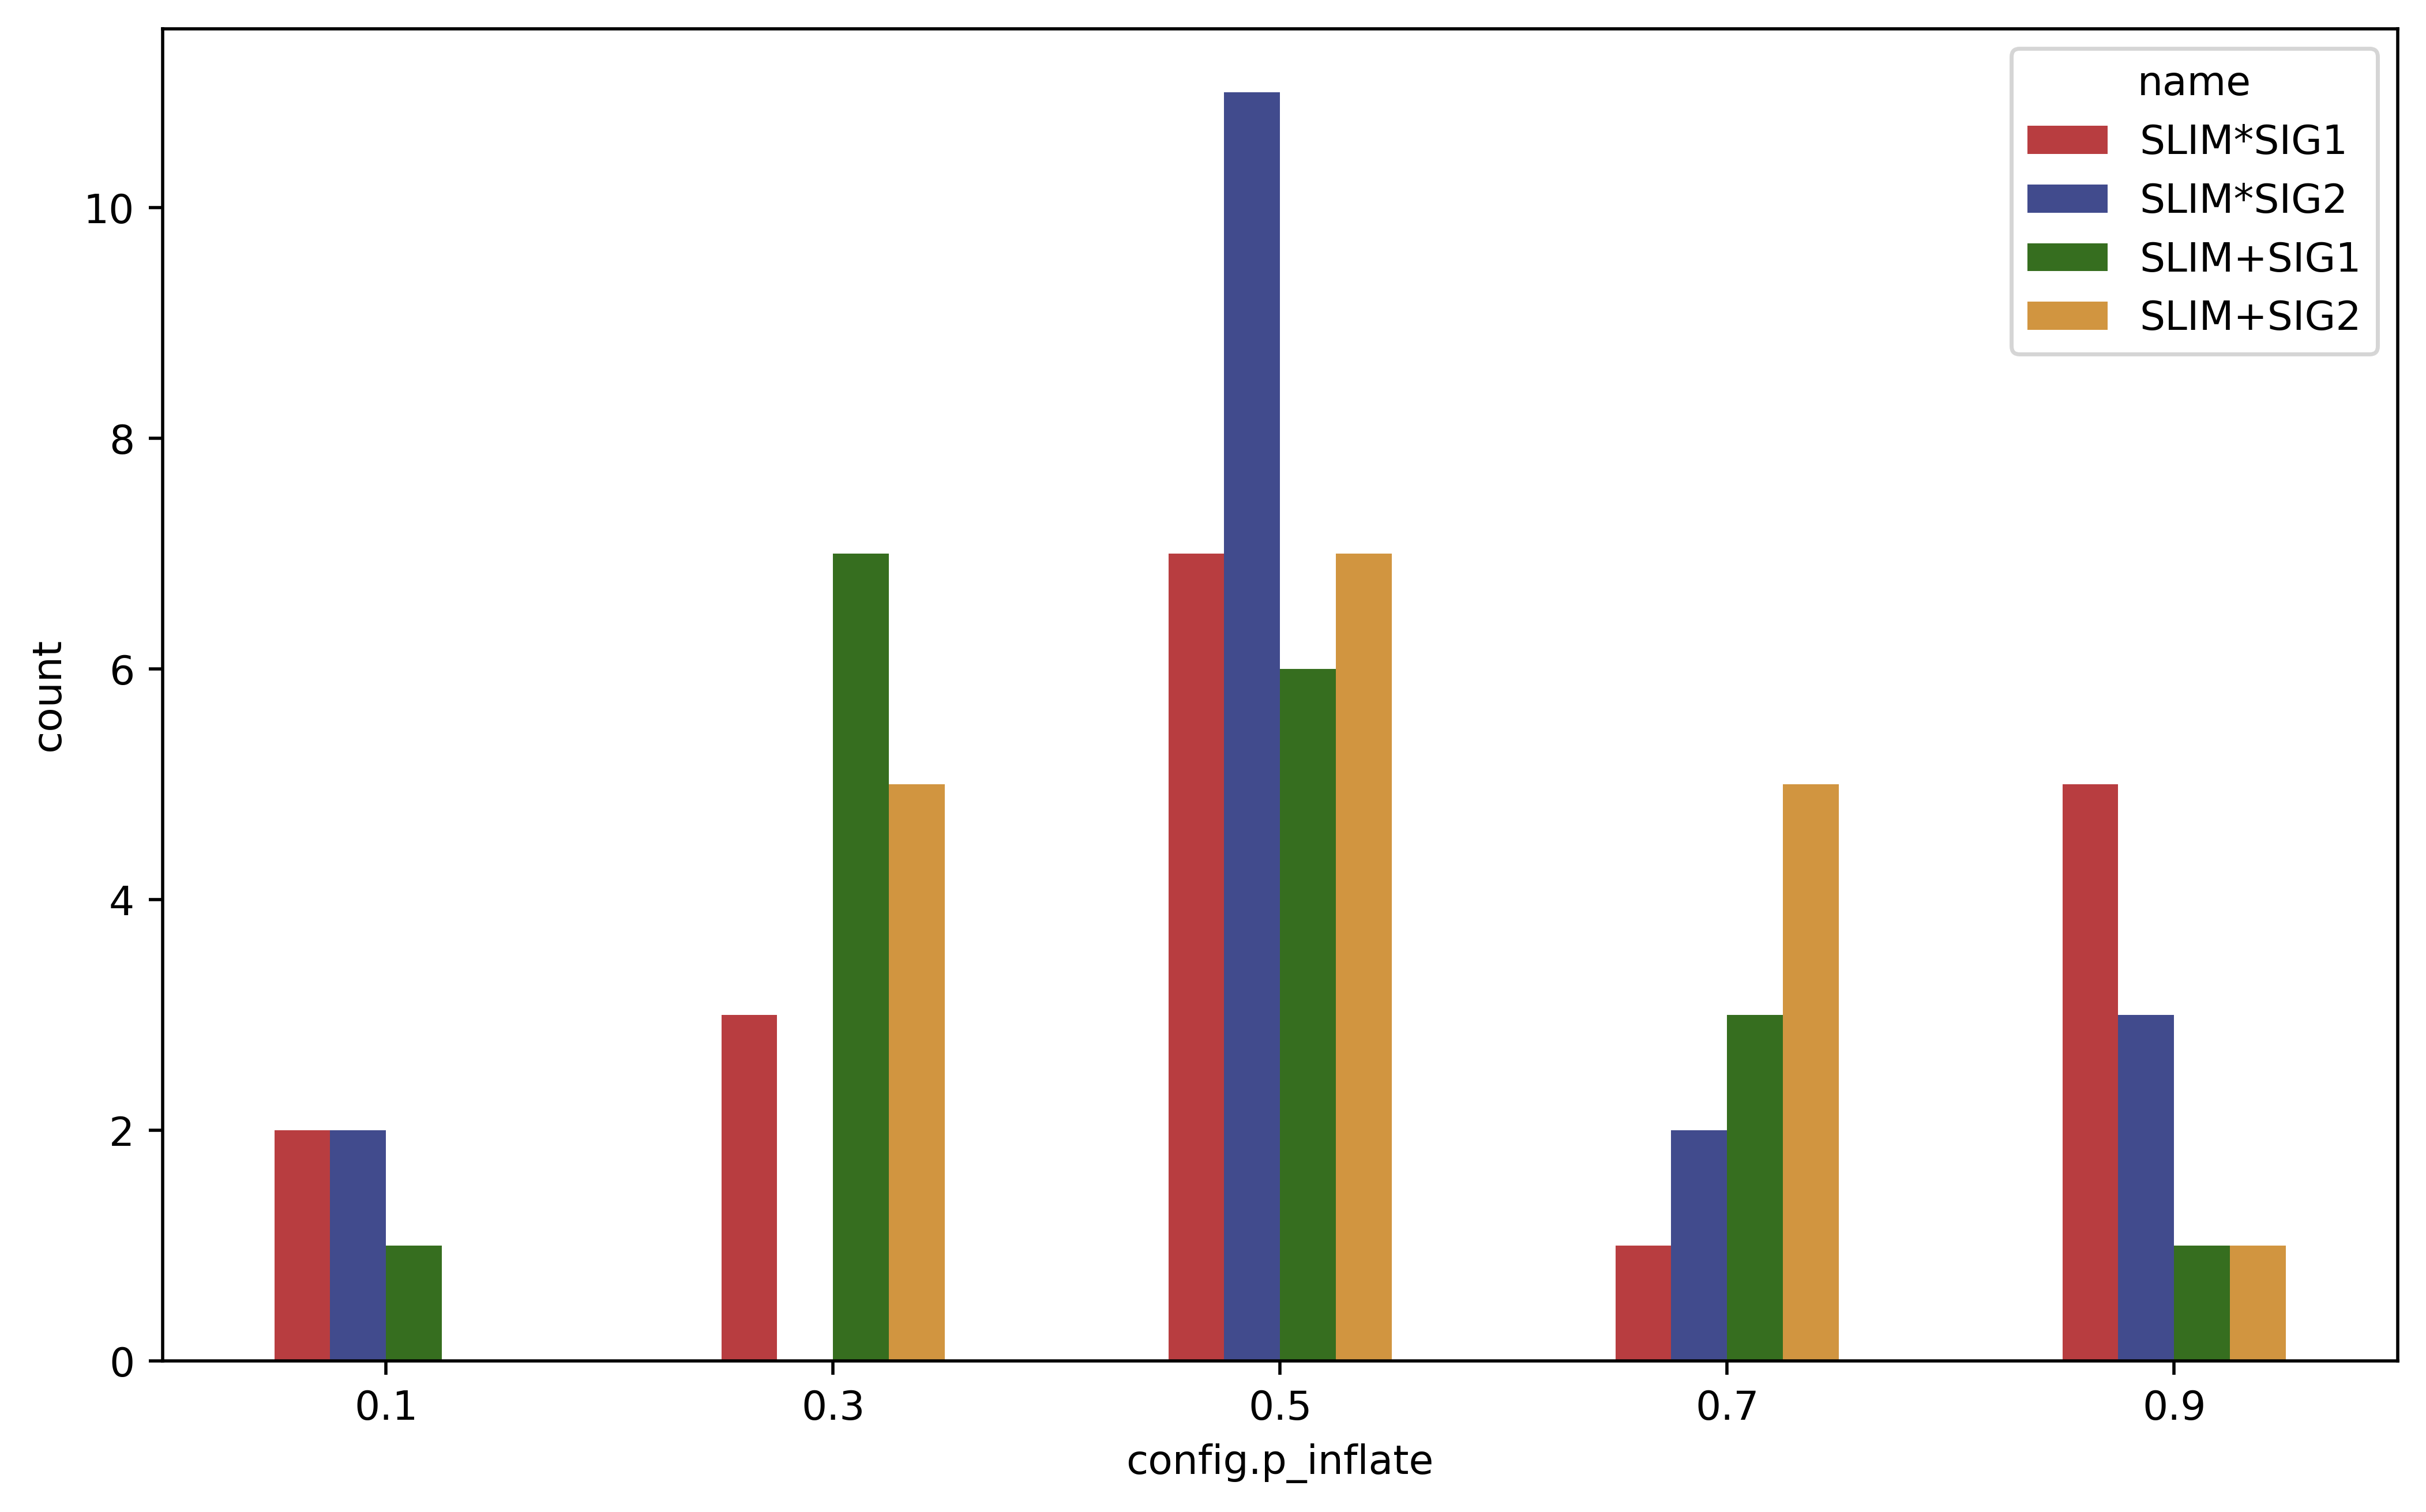 name
SLIM*SIG1
SLIM*SIG2
SLIM+SIG1
SLIM+SIG2
count
10
8
6
4
2
0
0.1 0.3 0.5 0.7 0.9
config.p_inflate